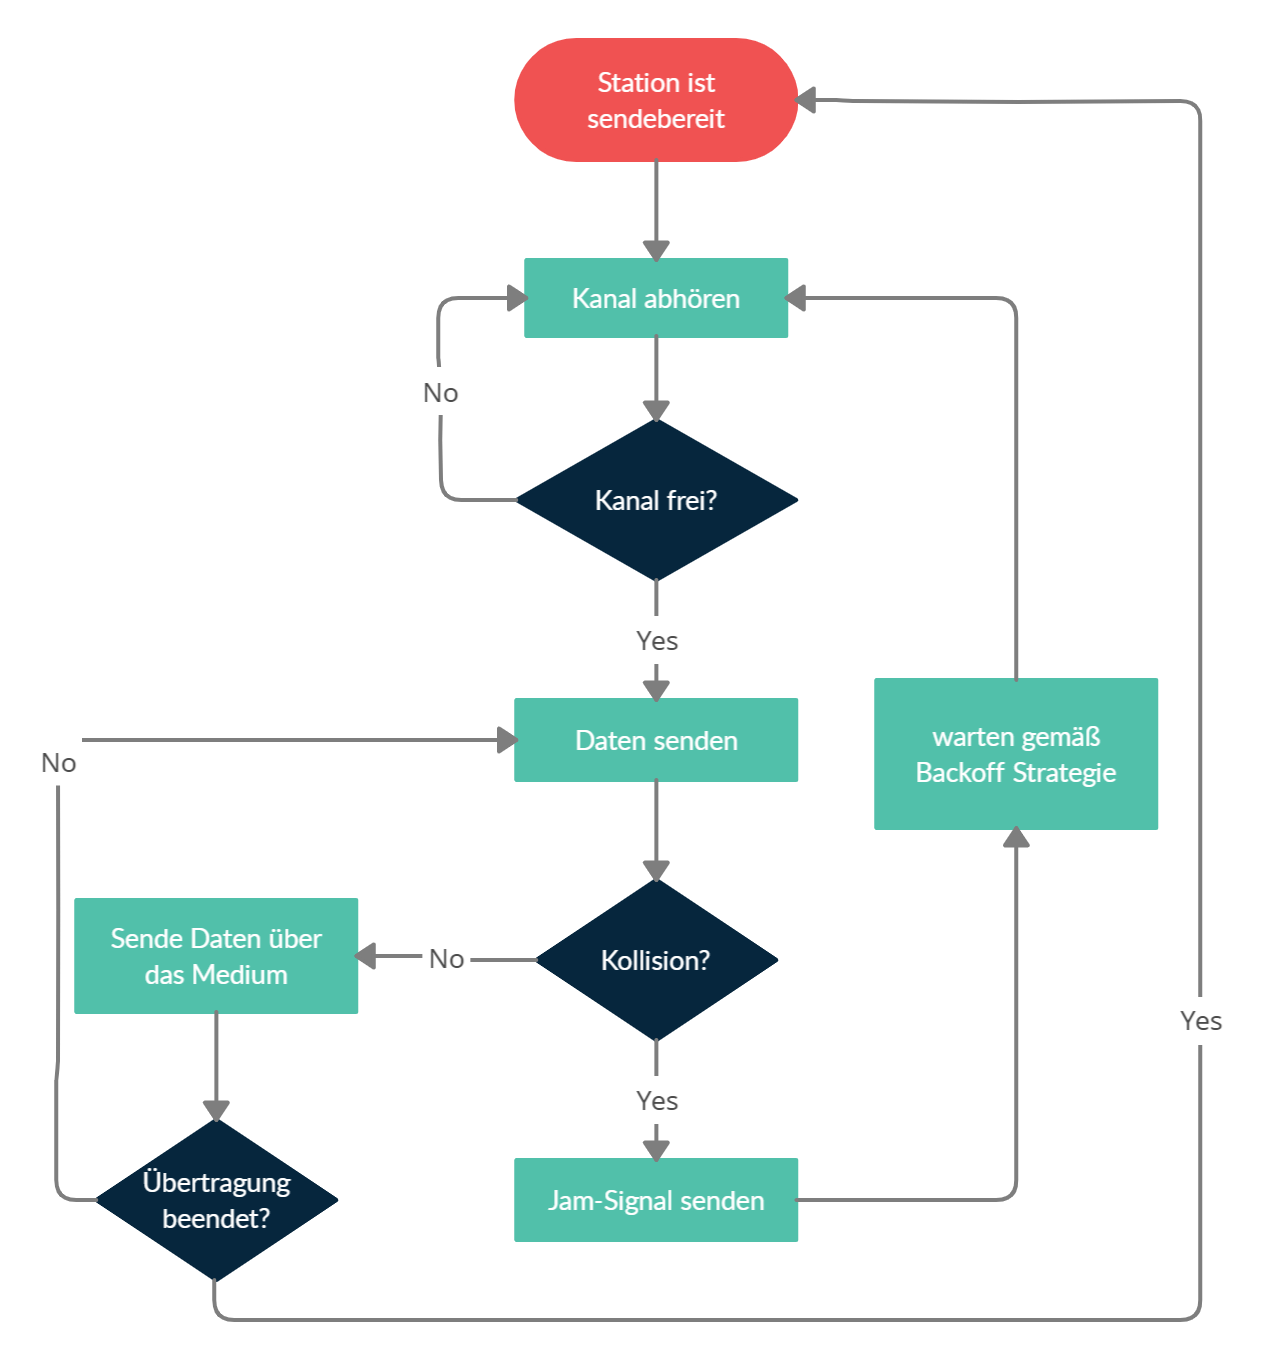 Station ist
sendebereit
Kanal abhören
No
Kanal frei?
Yes
Daten senden
warten gemäß
Backoff Strategie
No
Sende Daten über
das Medium
No
Kollision?
Yes
Yes
Übertragung
beendet?
Jam-Signal senden